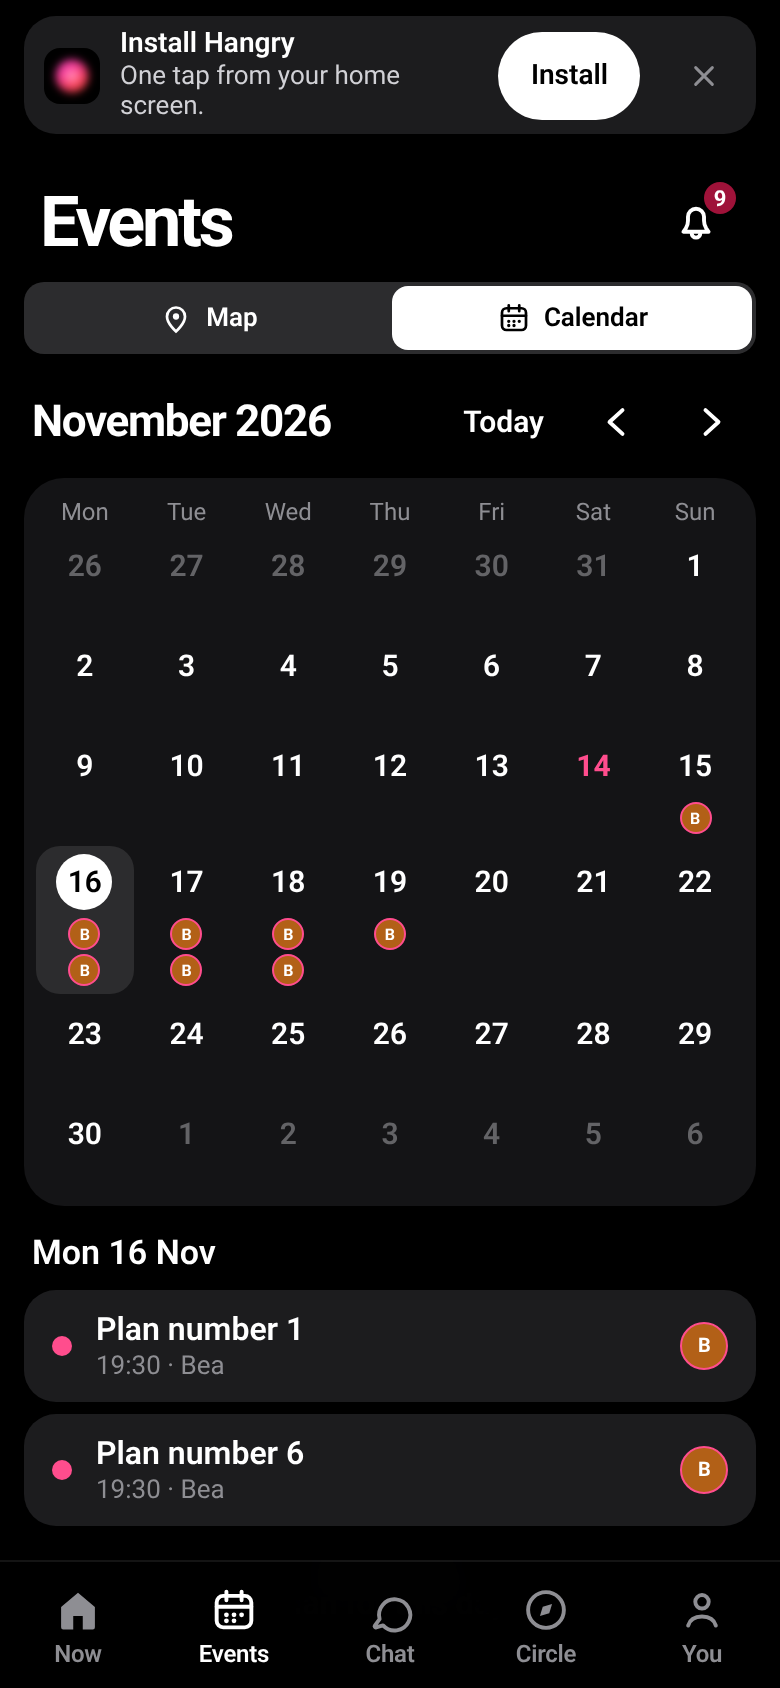 Install Hangry
One tap from your home
screen.
Install
Events
9
Map
Calendar
November 2026
Today
Mon Tue Wed Thu Fri Sat Sun
26 27 28 29 30 31 1
2 3 4 5 6 7 8
9 10 11 12 13 14 15
B
16 17 18 19 20 21 22
B B B B
B B B
23 24 25 26 27 28 29
30 1 2 3 4 5 6
Mon 16 Nov
Plan number 1
19:30 · Bea
B
Plan number 6
19:30 · Bea
B
Now Events Chat Circle You